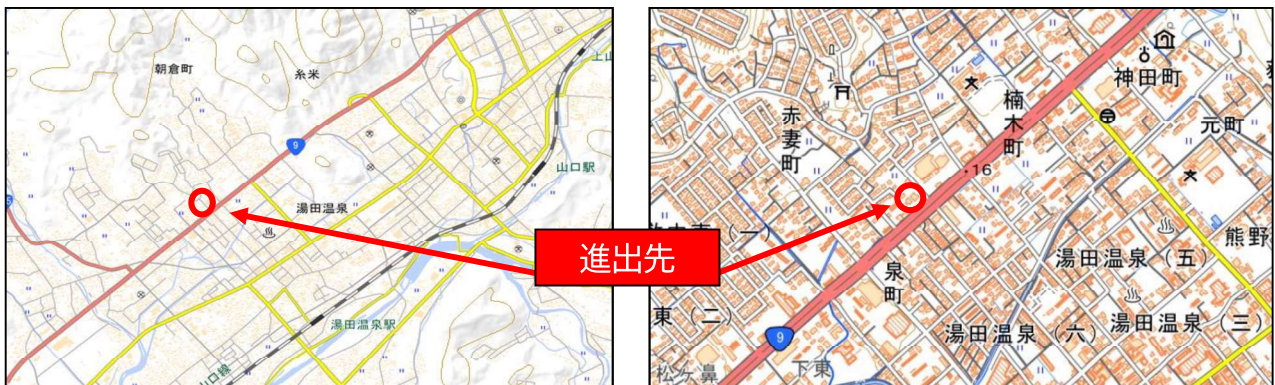 朝倉町
糸米
上山
9
山口駅
湯田温泉
湯田温泉駅
山口線
進出先
神田町
楠木町
元町
赤妻町
16
熊野
湯田温泉(五)
泉町
東(二)
湯田温泉(六)
湯田温泉(三)
9
下東
松ケ鼻